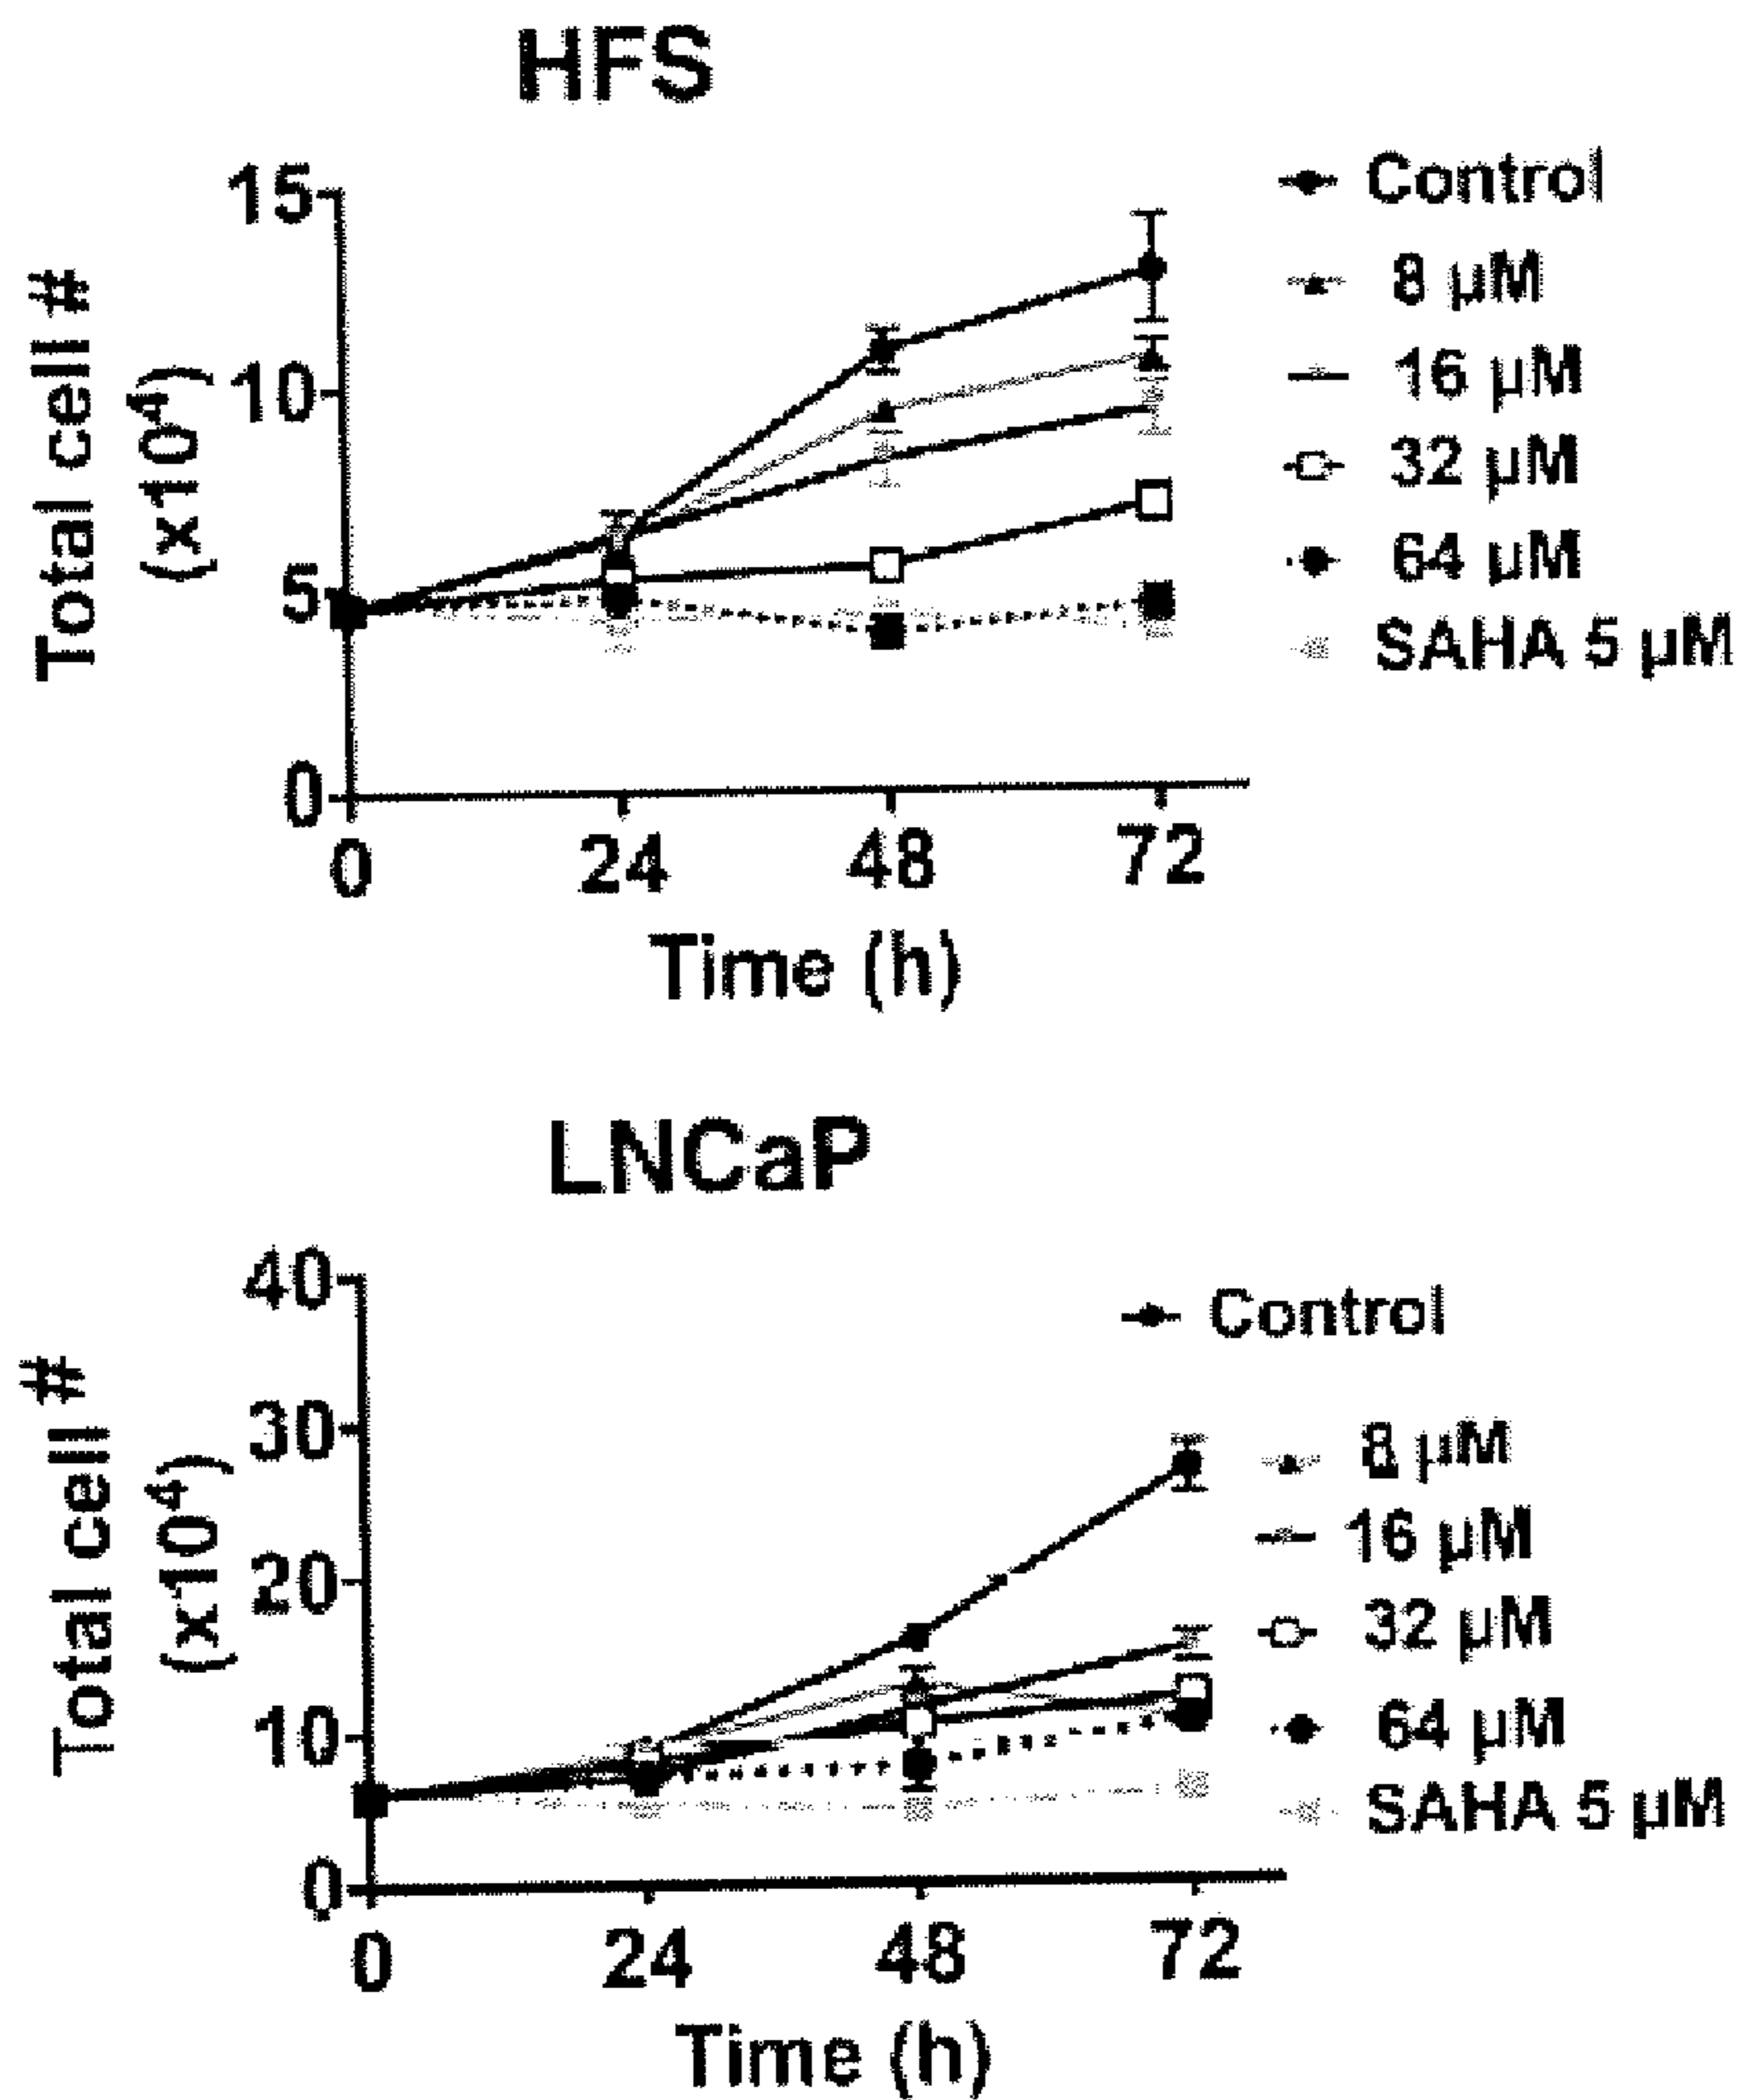 HFS
15
10
5
0
Total cell #
(x10⁴)
0 24 48 72
Time (h)
Control
8 µM
16 µM
32 µM
64 µM
SAHA 5 µM
LNCaP
40
30
20
10
0
Total cell #
(x10⁴)
0 24 48 72
Time (h)
Control
8 µM
16 µM
32 µM
64 µM
SAHA 5 µM